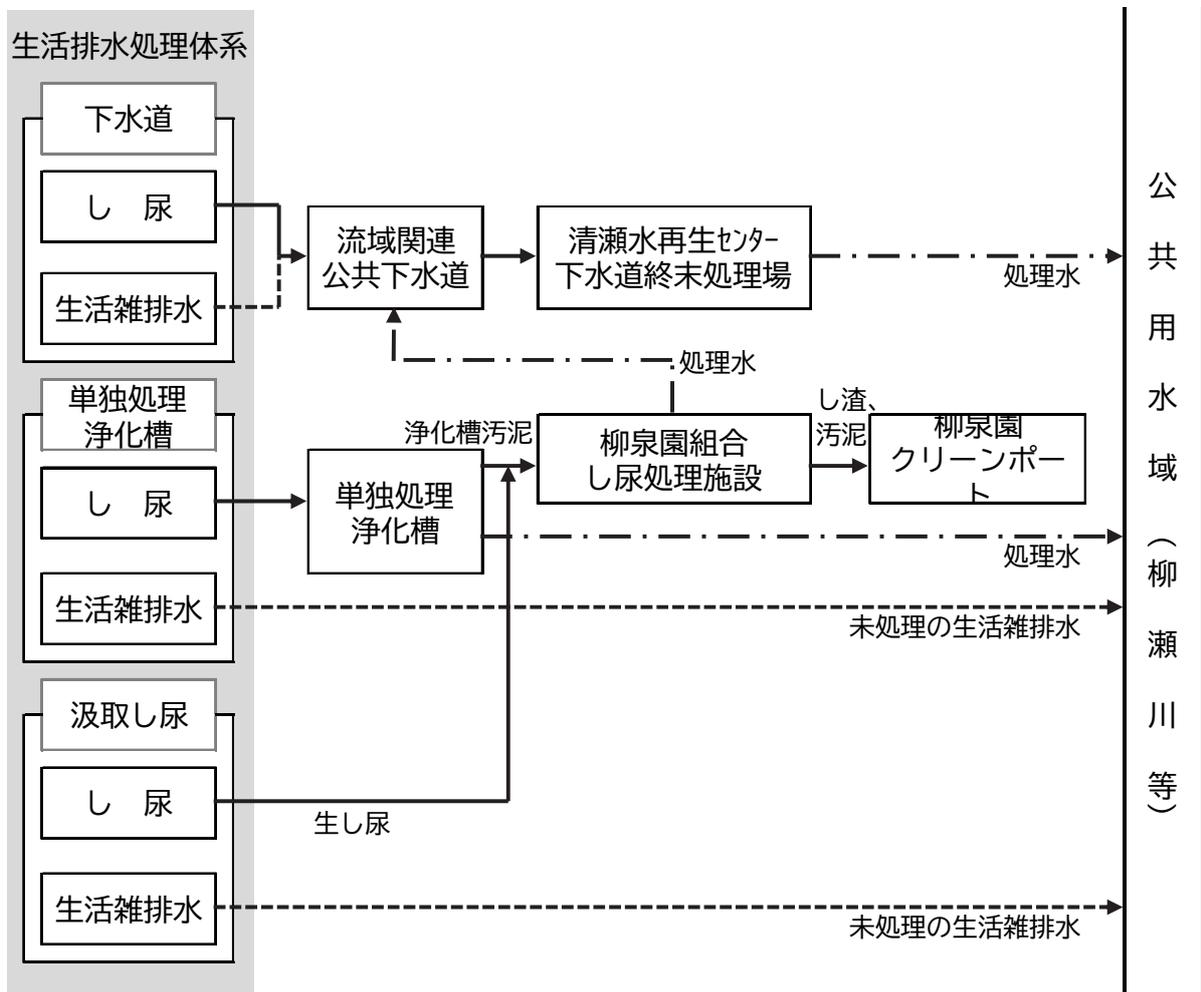 生活排水処理体系
下水道
し　尿
生活雑排水
流域関連
公共下水道
清瀬水再生ｾﾝﾀｰ
下水道終末処理場
処理水
処理水
単独処理
浄化槽
し　尿
生活雑排水
単独処理
浄化槽
浄化槽汚泥
柳泉園組合
し尿処理施設
し渣、
汚泥
柳泉園
クリーンポー
ト
処理水
未処理の生活雑排水
汲取し尿
し　尿
生活雑排水
生し尿
未処理の生活雑排水
公共用水域（柳瀬川等）